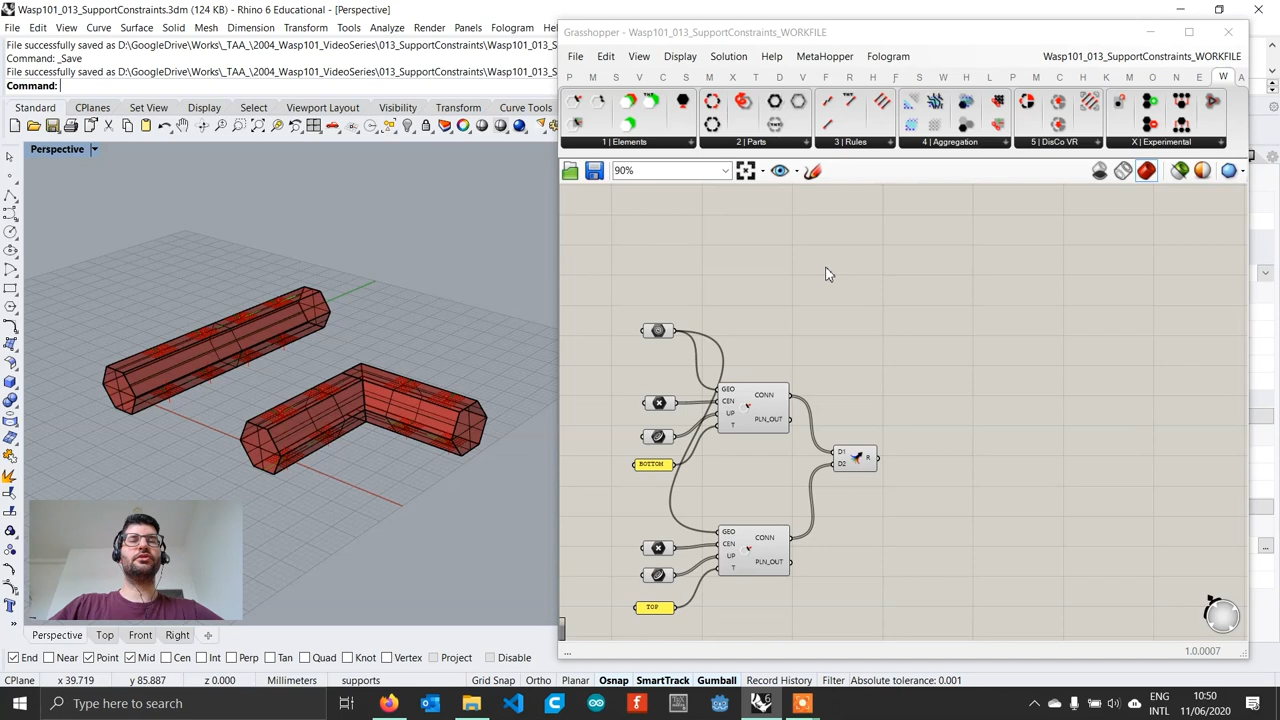 Wasp101_013_SupportConstraints.3dm (124 KB) - Rhino 6 Educational - [Perspective]
File Edit View Curve Surface Solid Mesh Dimension Transform Tools Analyze Render Panels Fologram
File successfully saved as D:\GoogleDrive\Works\_TAA_\2004_Wasp101_VideoSeries\013_SupportConstraints\Wasp101_013_S
Command: _Save
File successfully saved as D:\GoogleDrive\Works\_TAA_\2004_Wasp101_VideoSeries\013_SupportConstraints\Wasp101_013_S
Command:
Standard CPlanes Set View Display Select Viewport Layout Visibility Transform Curve Tools
Perspective
Grasshopper - Wasp101_013_SupportConstraints_WORKFILE
File Edit View Display Solution Help MetaHopper Fologram Wasp101_013_SupportConstraints_WORKFILE
P M S V C S M I X T D F R K F L P M L H P M N E T S W A
1 | Elements 2 | Parts 3 | Rules 4 | Aggregation 5 | DisCo VR X | Experimental
90%
GEO
CEN
UP
T
CONN
PLN_OUT
BOTTOM
D1
D2
R
GEO
CEN
UP
T
CONN
PLN_OUT
TOP
...
1.0.0007
Perspective Top Front Right
End Near Point Mid Cen Int Perp Tan Quad Knot Vertex Project Disable
CPlane X 39.719 Y 85.887 Z 0.000 Millimeters supports Grid Snap Ortho Planar Osnap SmartTrack Gumball Record History Filter Absolute tolerance: 0.001
Type here to search
ENG
INTL
10:50
11/06/2020